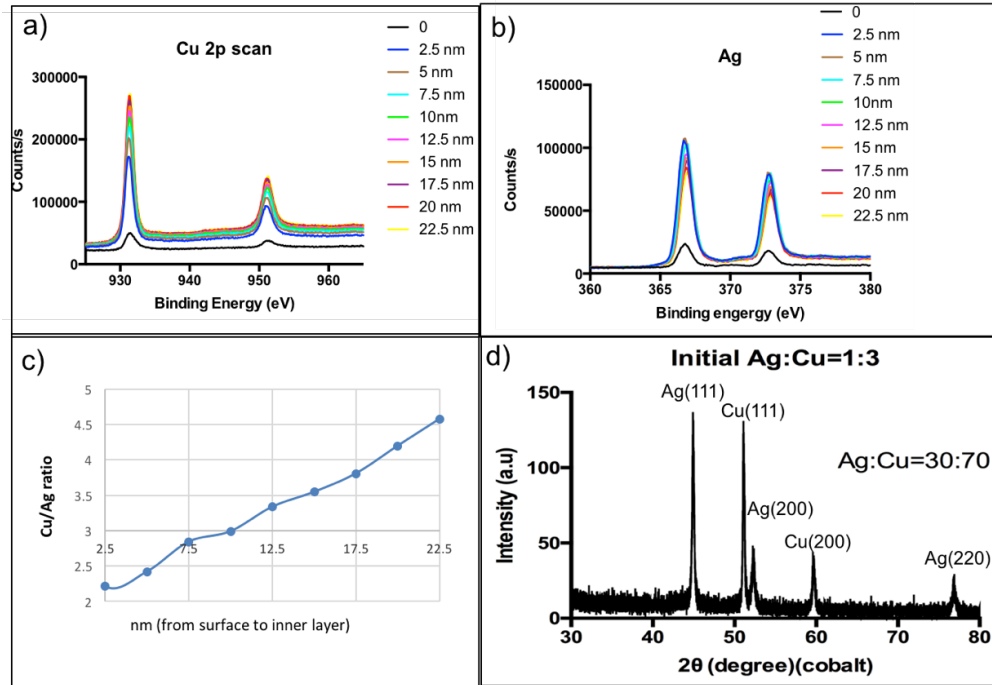 a)
Cu 2p scan
0
2.5 nm
5 nm
7.5 nm
10nm
12.5 nm
15 nm
17.5 nm
20 nm
22.5 nm
300000
200000
100000
0
Counts/s
930
940
950
960
Binding Energy (eV)
b)
Ag
0
2.5 nm
5 nm
7.5 nm
10 nm
12.5 nm
15 nm
17.5 nm
20 nm
22.5 nm
150000
100000
50000
0
Counts/s
360
365
370
375
380
Binding engergy (eV)
c)
5
4.5
4
3.5
3
2.5
2
Cu/Ag ratio
2.5
7.5
12.5
17.5
22.5
nm (from surface to inner layer)
d)
Initial Ag:Cu=1:3
Ag(111)
Cu(111)
Ag:Cu=30:70
Ag(200)
Cu(200)
Ag(220)
150
100
50
0
Intensity (a.u)
30
40
50
60
70
80
2θ (degree)(cobalt)